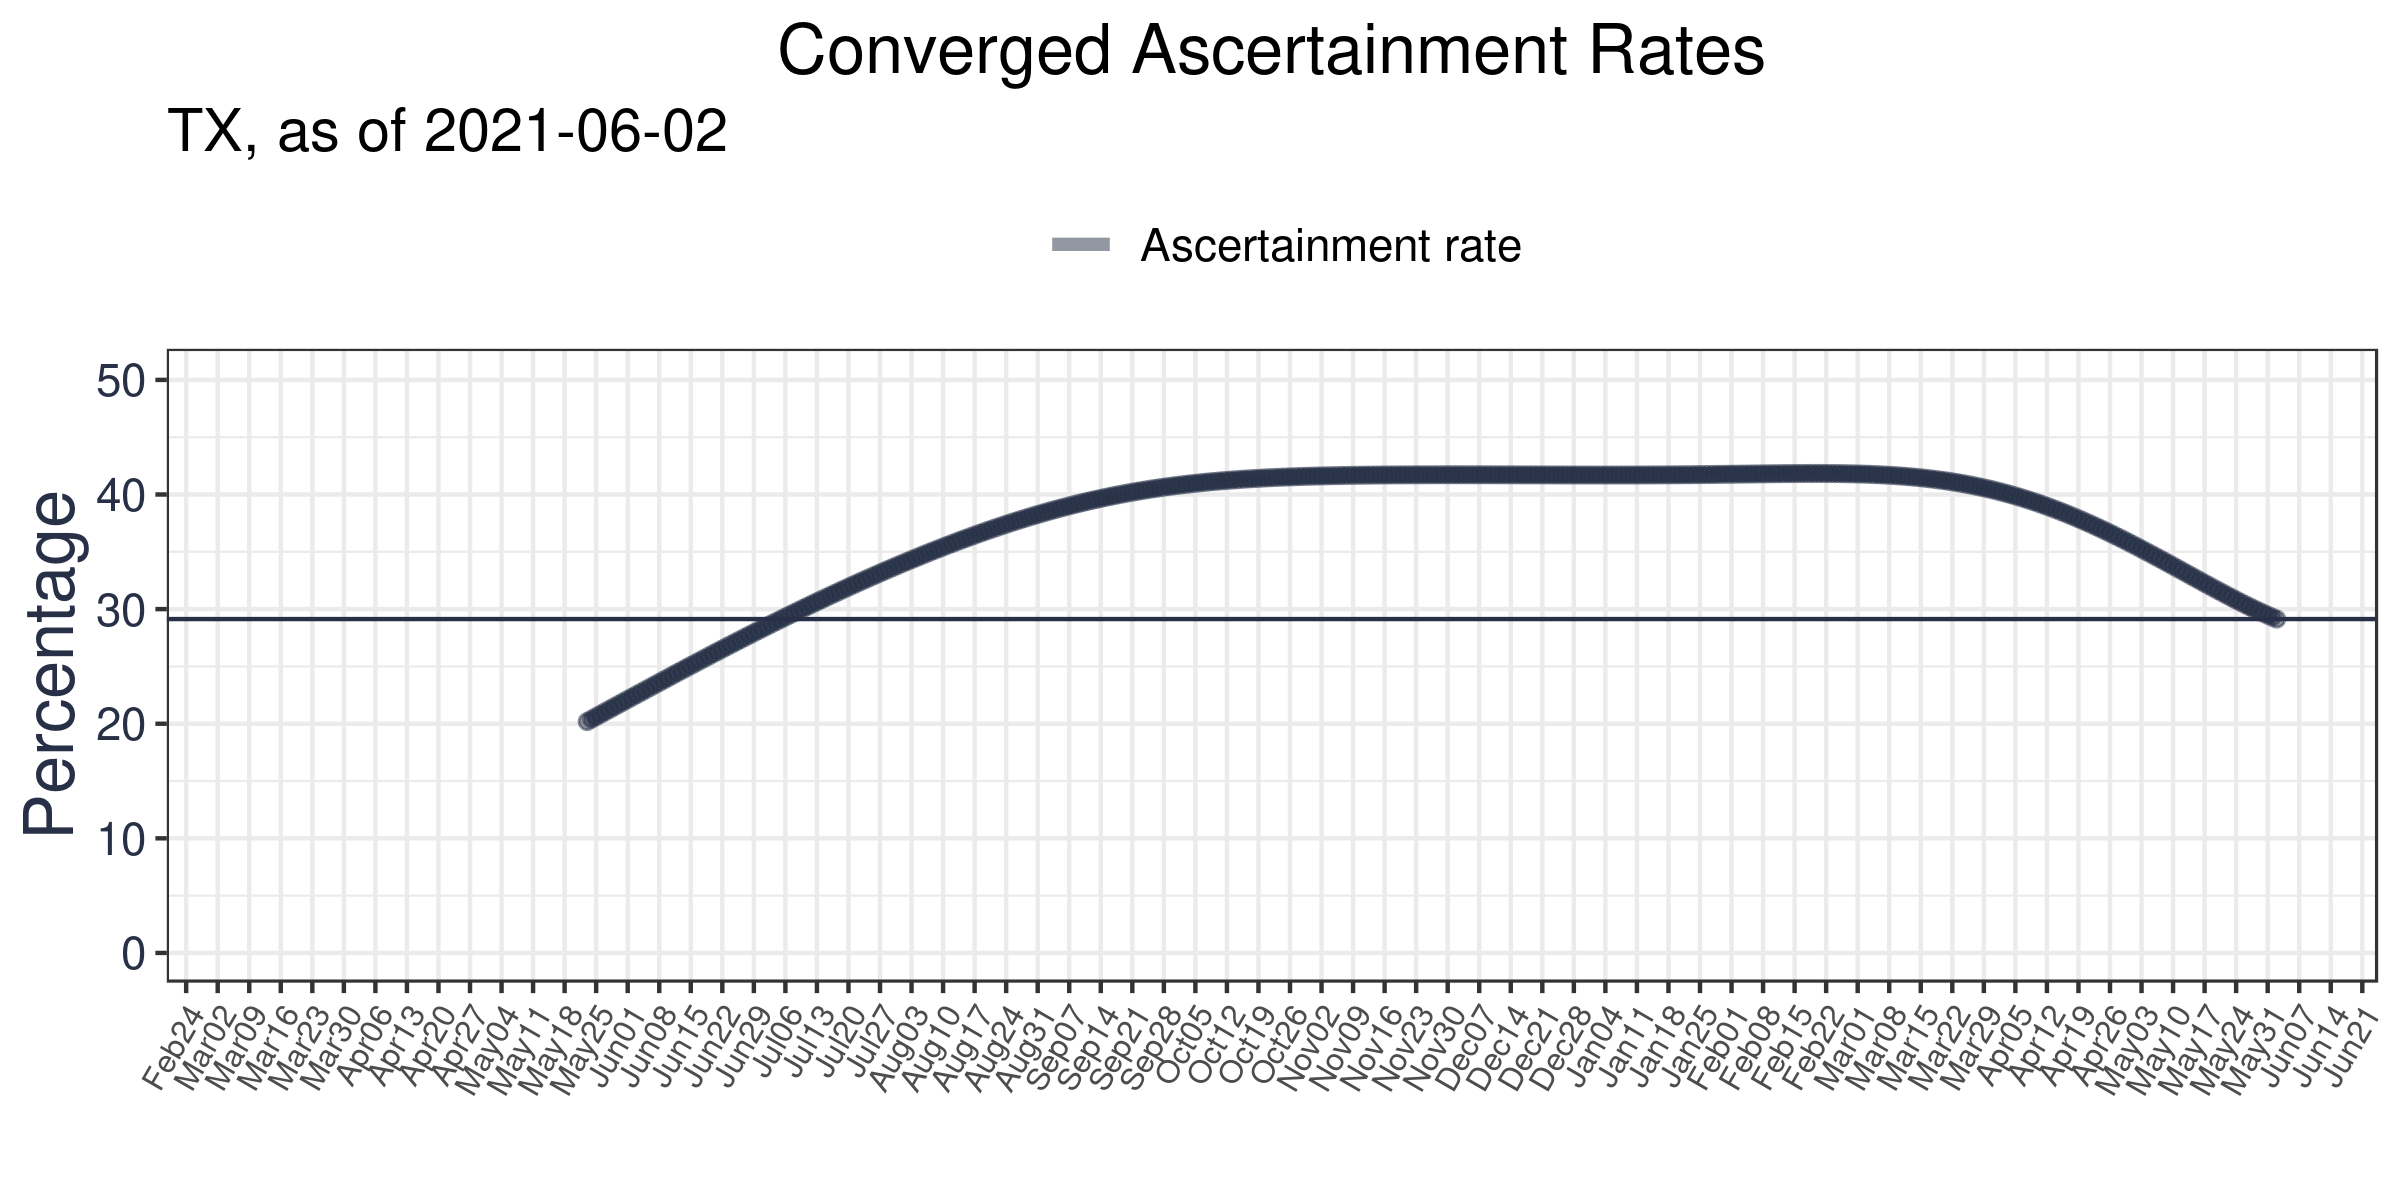 Converged Ascertainment Rates
TX, as of 2021-06-02
Ascertainment rate
Percentage
50
40
30
20
10
0
Feb24 Mar02 Mar09 Mar16 Mar23 Mar30 Apr06 Apr13 Apr20 Apr27 May04 May11 May18 May25 Jun01 Jun08 Jun15 Jun22 Jun29 Jul06 Jul13 Jul20 Jul27 Aug03 Aug10 Aug17 Aug24 Aug31 Sep07 Sep14 Sep21 Sep28 Oct05 Oct12 Oct19 Oct26 Nov02 Nov09 Nov16 Nov23 Nov30 Dec07 Dec14 Dec21 Dec28 Jan04 Jan11 Jan18 Jan25 Feb01 Feb08 Feb15 Feb22 Mar01 Mar08 Mar15 Mar22 Mar29 Apr05 Apr12 Apr19 Apr26 May03 May10 May17 May24 May31 Jun07 Jun14 Jun21